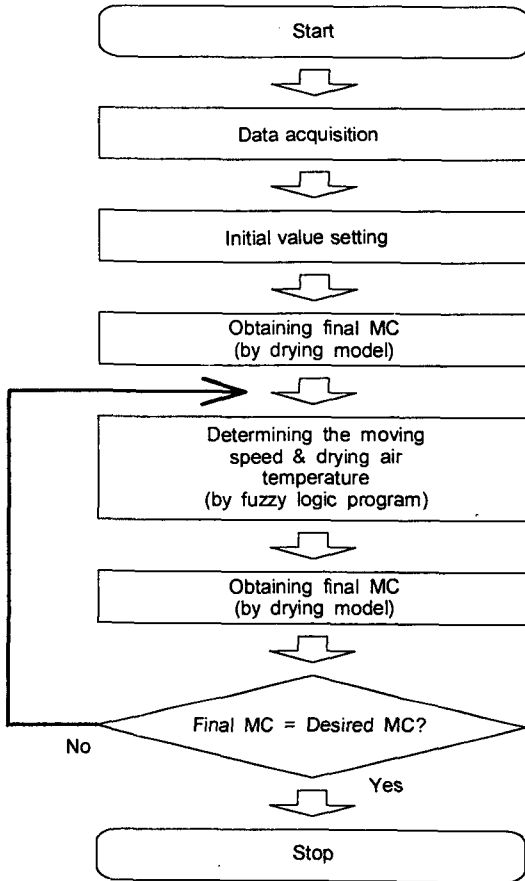 Start
Data acquisition
Initial value setting
Obtaining final MC
(by drying model)
Determining the moving
speed & drying air
temperature
(by fuzzy logic program)
Obtaining final MC
(by drying model)
Final MC = Desired MC?
No
Yes
Stop